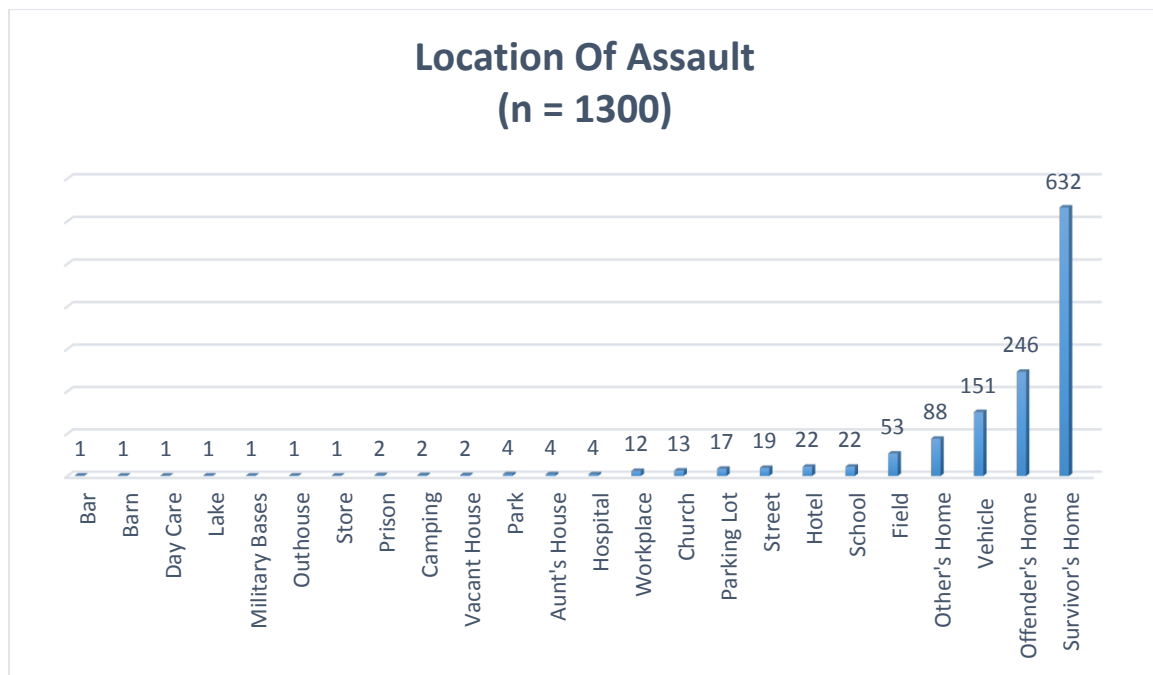 Location Of Assault
(n = 1300)
632
246
151
88
53
1 1 1 1 1 1 1 2 2 2 4 4 4 12 13 17 19 22 22
Bar
Barn
Day Care
Lake
Military Bases
Outhouse
Store
Prison
Camping
Vacant House
Park
Aunt's House
Hospital
Workplace
Church
Parking Lot
Street
Hotel
School
Field
Other's Home
Vehicle
Offender's Home
Survivor's Home